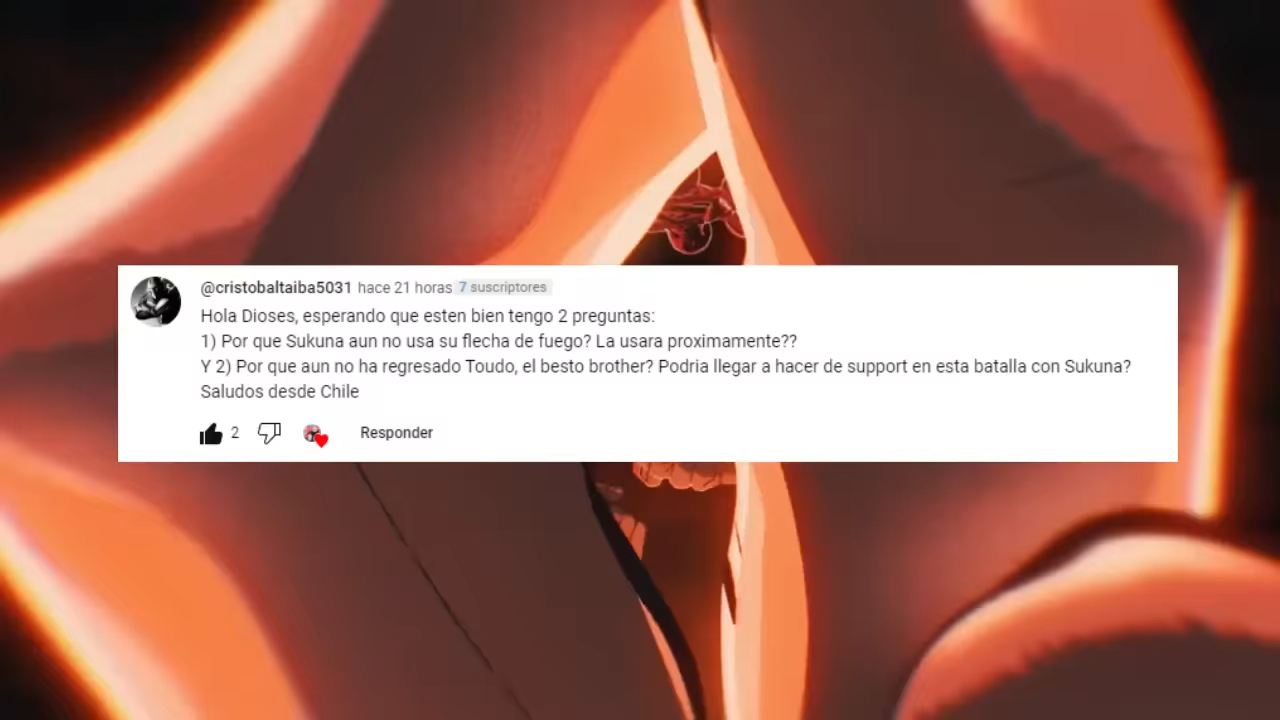 @cristobaltaiba5031 hace 21 horas 7 suscriptores
Hola Dioses, esperando que esten bien tengo 2 preguntas:
1) Por que Sukuna aun no usa su flecha de fuego? La usara proximamente??
Y 2) Por que aun no ha regresado Toudo, el besto brother? Podria llegar a hacer de support en esta batalla con Sukuna?
Saludos desde Chile
2 Responder